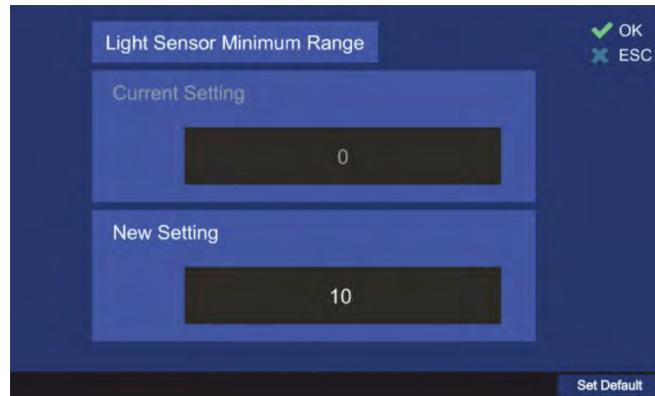 Light Sensor Minimum Range
OK
ESC
Current Setting
0
New Setting
10
Set Default